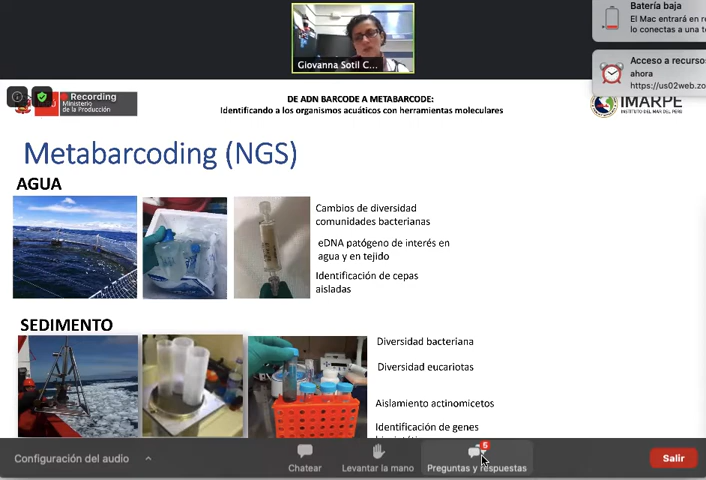 Batería baja
El Mac entrará en re
lo conectas a una t
Giovanna Sotil C...
Acceso a recurso
ahora
https://us02web.zo
Recording
Ministerio
de la Producción
DE ADN BARCODE A METABARCODE:
Identificando a los organismos acuáticos con herramientas moleculares
IMARPE
INSTITUTO DEL MAR DEL PERÚ
Metabarcoding (NGS)
AGUA
Cambios de diversidad
comunidades bacterianas
eDNA patógeno de interés en
agua y en tejido
Identificación de cepas
aisladas
SEDIMENTO
Diversidad bacteriana
Diversidad eucariotas
Aislamiento actinomicetos
Identificación de genes
5
Configuración del audio
Chatear
Levantar la mano
Preguntas y respuestas
Salir